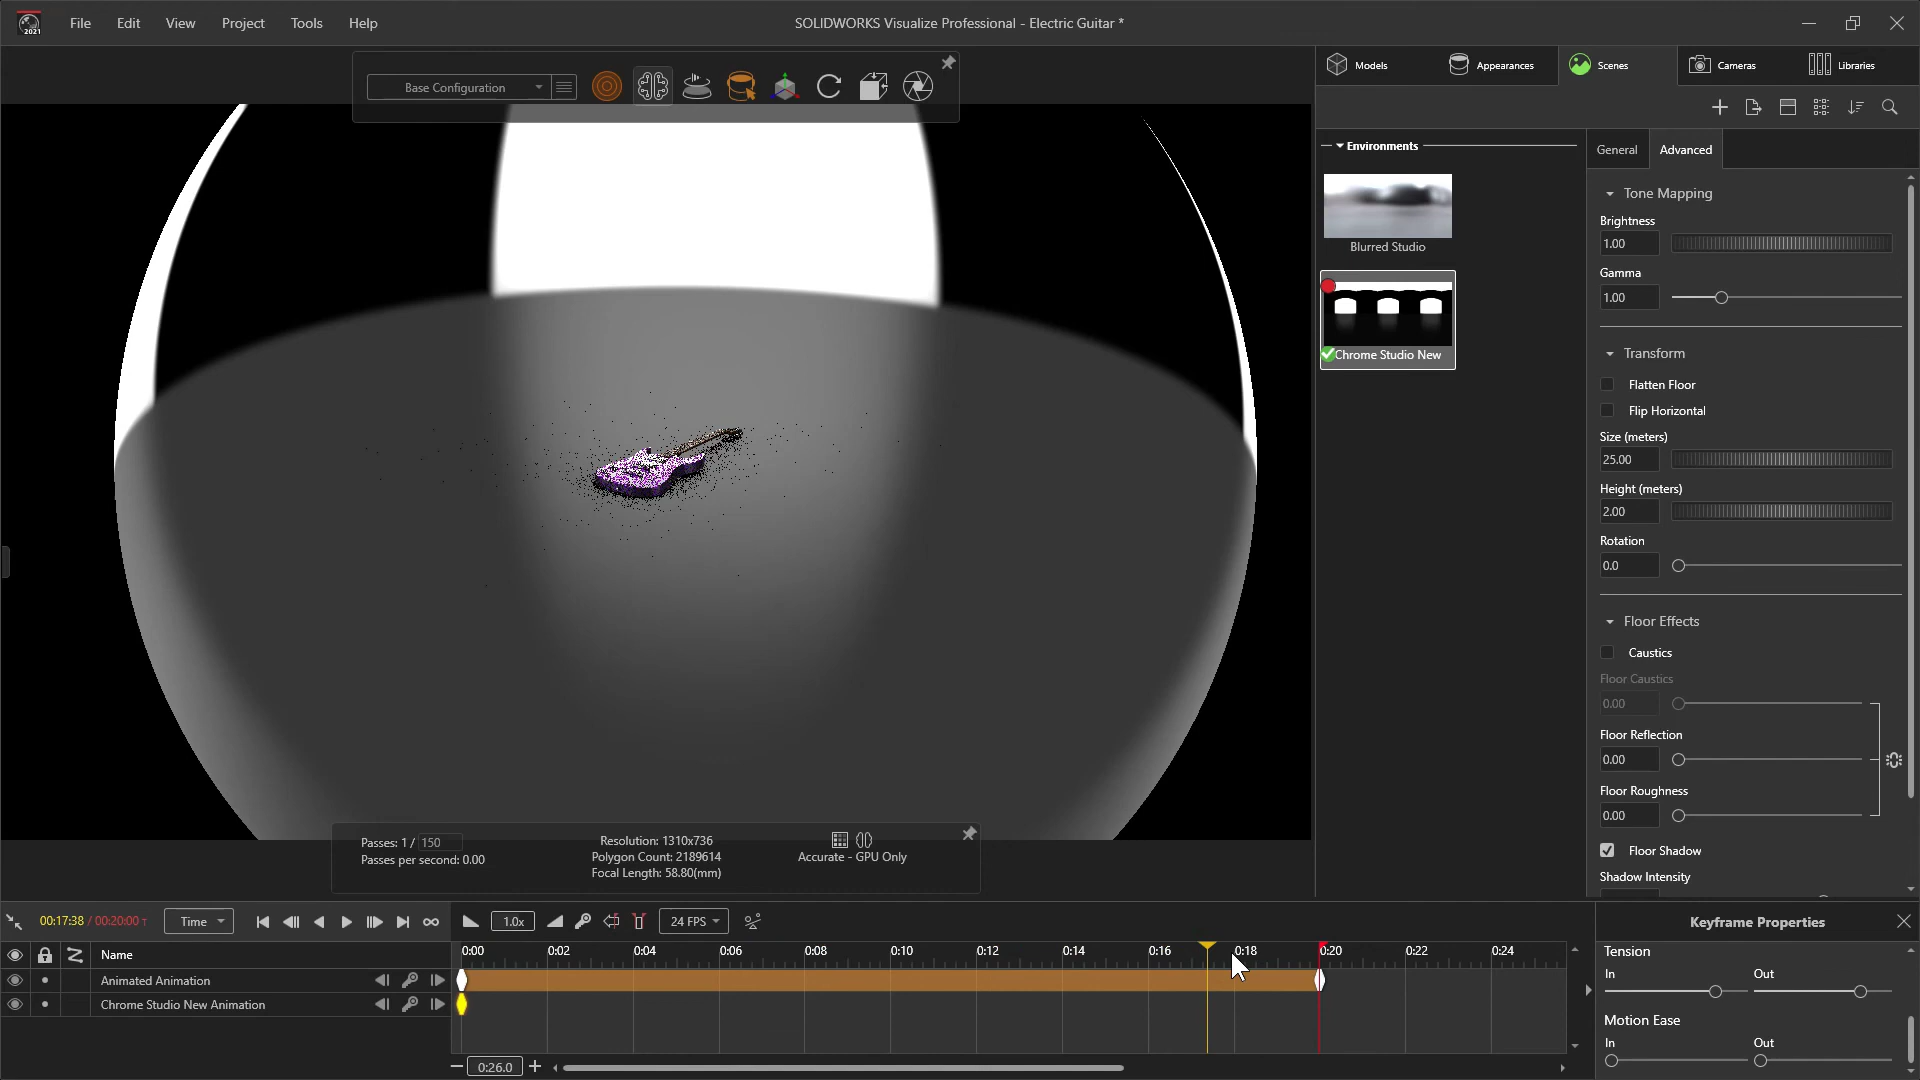 2021
File Edit View Project Tools Help
SOLIDWORKS Visualize Professional - Electric Guitar *
Base Configuration
Models
Appearances
Scenes
Cameras
Libraries
Environments
Blurred Studio
Chrome Studio New
General
Advanced
Tone Mapping
Brightness
1.00
Gamma
1.00
Transform
Flatten Floor
Flip Horizontal
Size (meters)
25.00
Height (meters)
2.00
Rotation
0.0
Floor Effects
Caustics
Floor Caustics
0.00
Floor Reflection
0.00
Floor Roughness
0.00
Floor Shadow
Shadow Intensity
Passes: 1 / 150
Passes per second: 0.00
Resolution: 1310x736
Polygon Count: 2189614
Focal Length: 58.80(mm)
Accurate - GPU Only
00:17:38 / 00:20:00 T
Time
1.0x
24 FPS
Name
0:00 0:02 0:04 0:06 0:08 0:10 0:12 0:14 0:16 0:18 0:20 0:22 0:24
Animated Animation
Chrome Studio New Animation
0:26.0
Keyframe Properties
Tension
In Out
Motion Ease
In Out